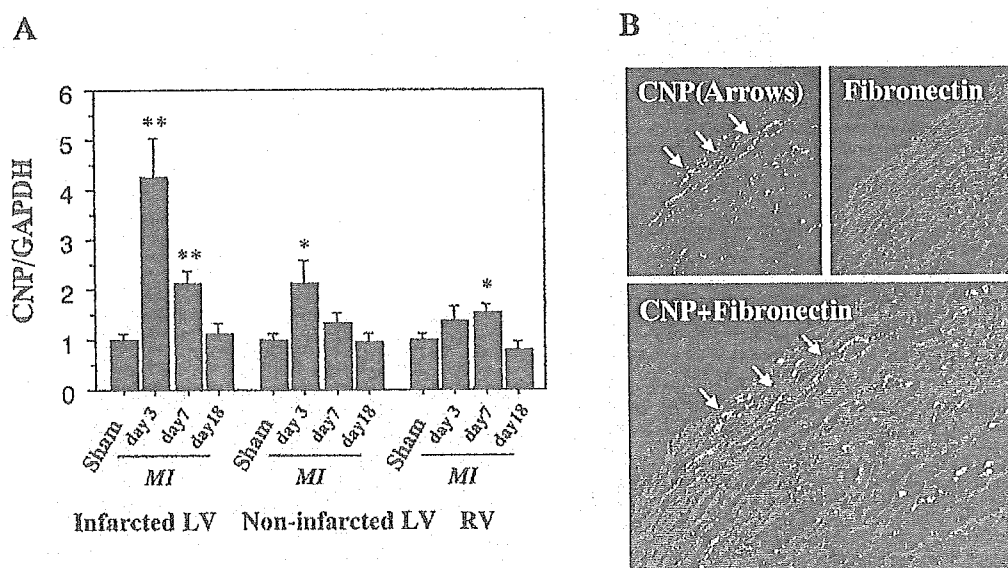 A
CNP/GAPDH
6
5
4
3
2
1
0
**
**
*
*
Sham
day 3
day7
day18
MI
Infarcted LV
Sham
day 3
day7
day18
MI
Non-infarcted LV
Sham
day 3
day7
day18
MI
RV
B
CNP(Arrows)
Fibronectin
CNP+Fibronectin